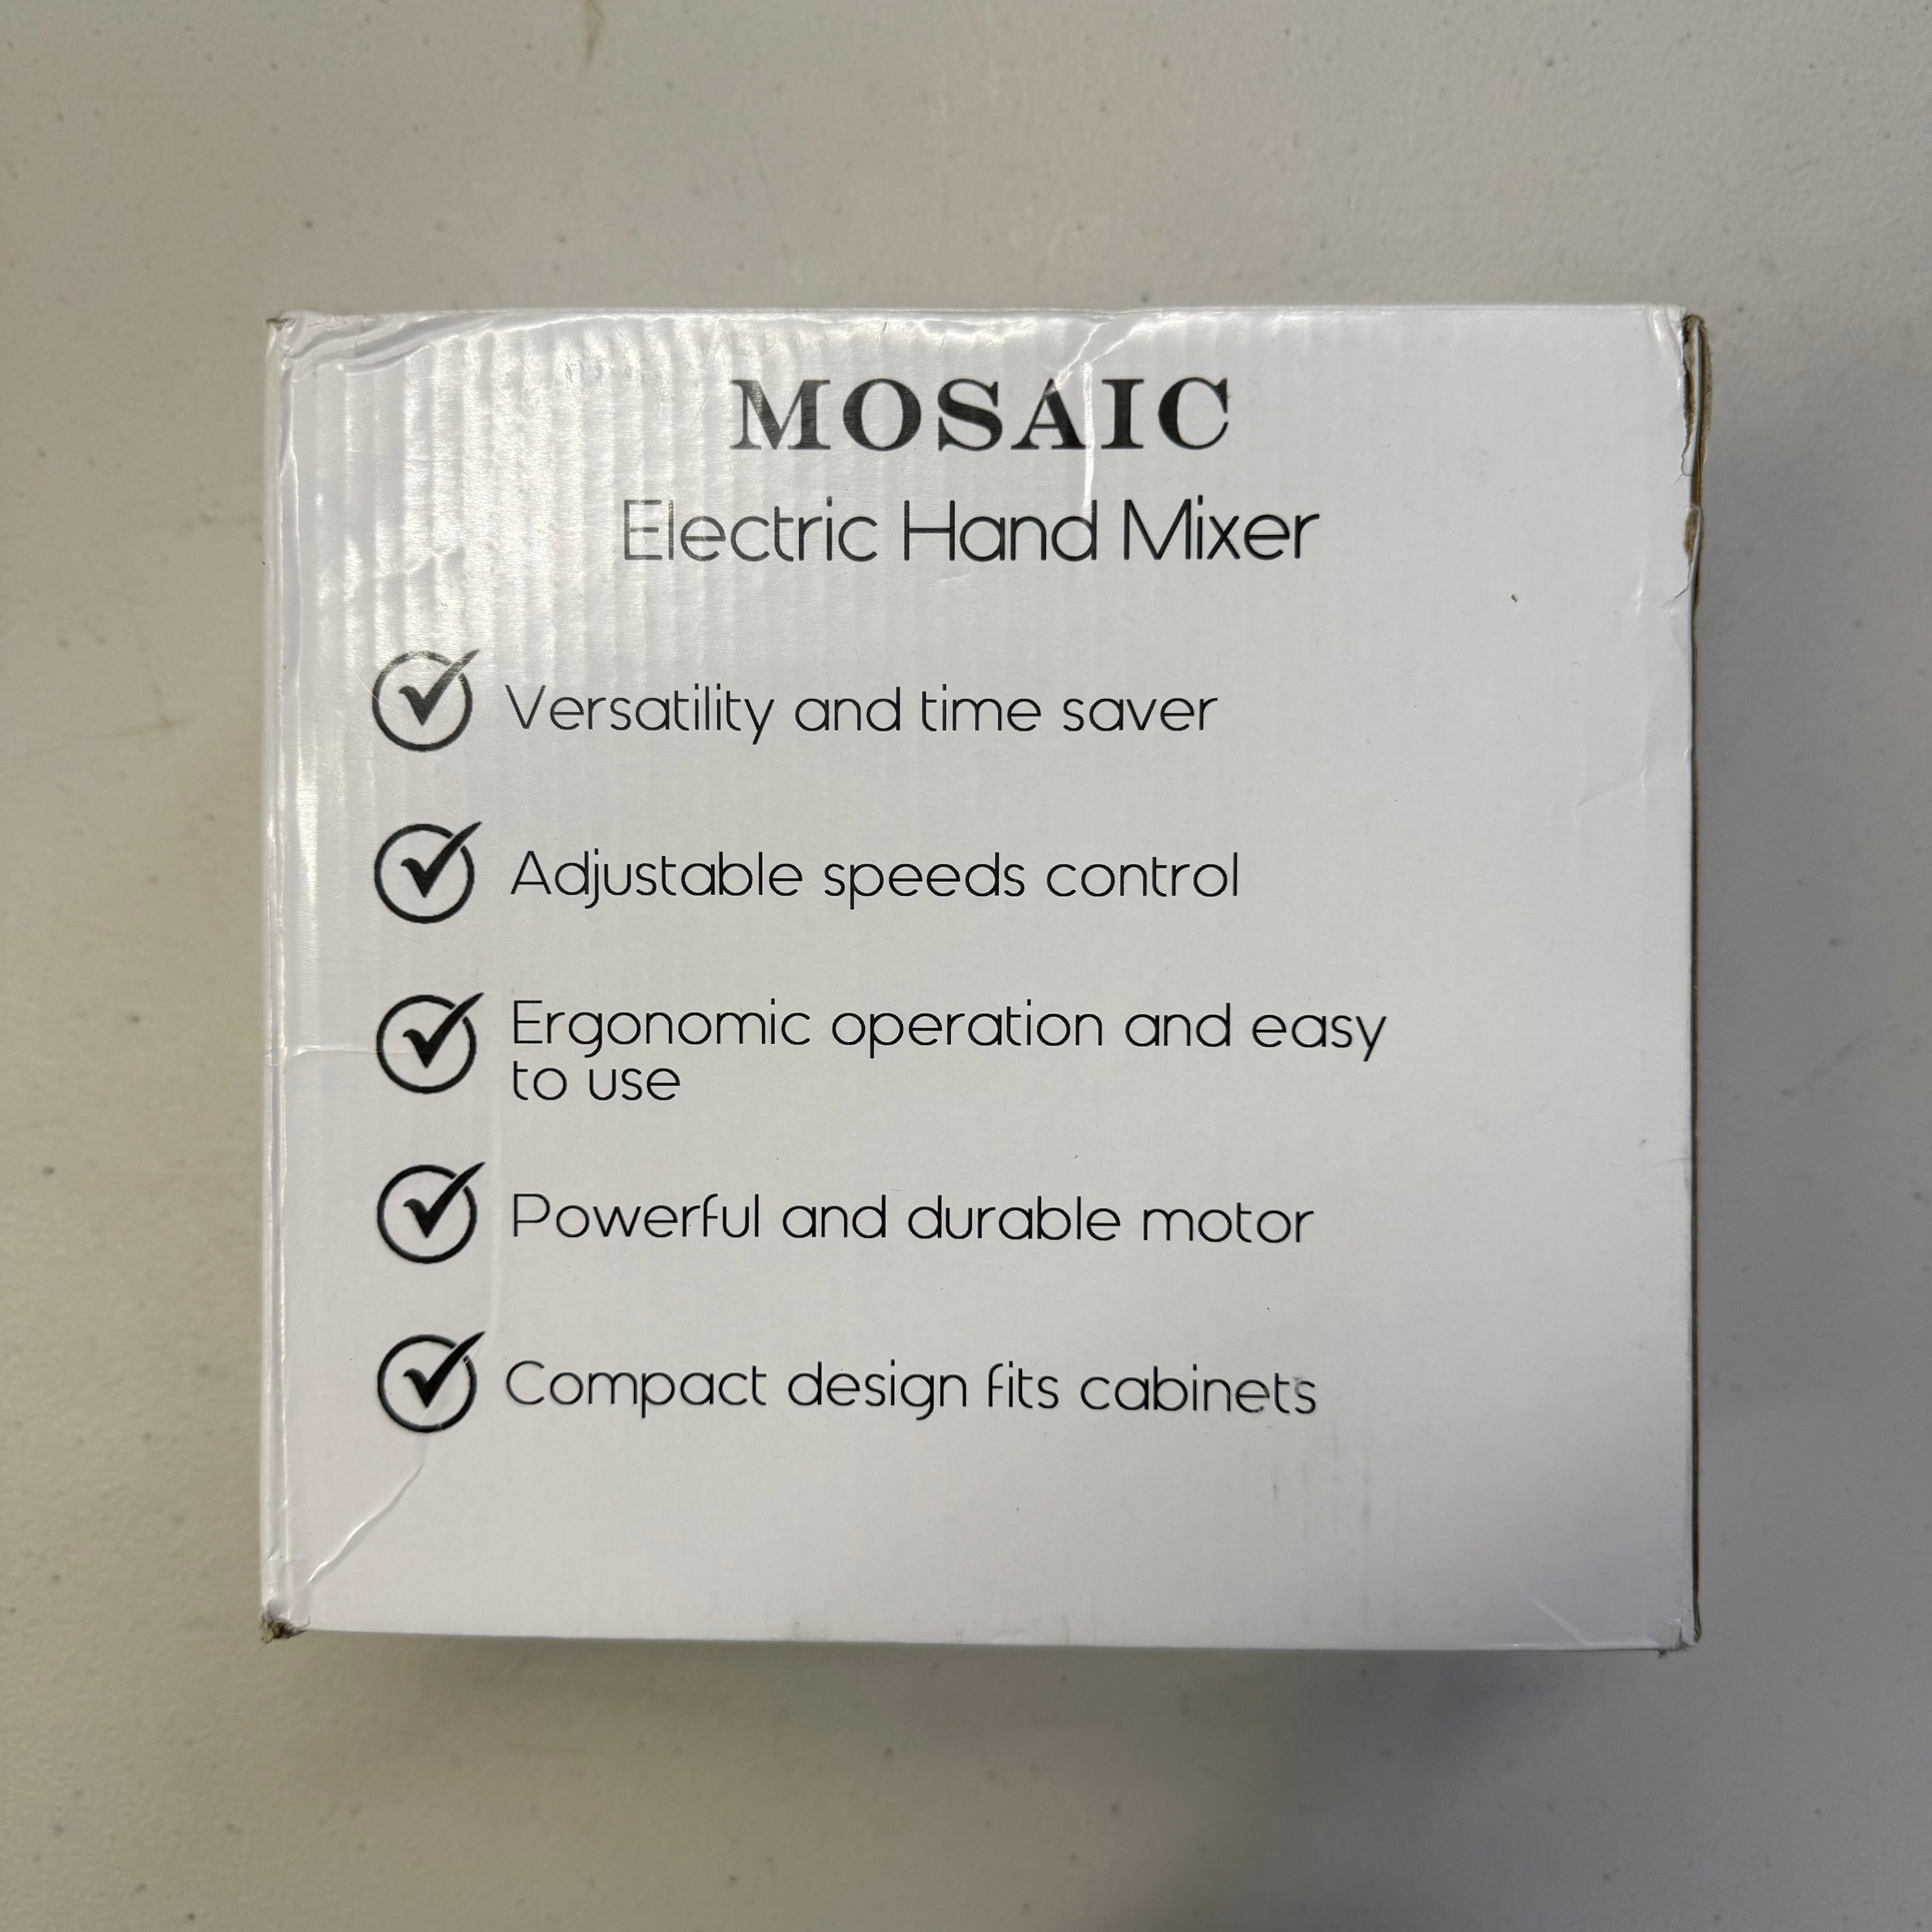 MOSAIC
Electric Hand Mixer
Versatility and time saver
Adjustable speeds control
Ergonomic operation and easy
to use
Powerful and durable motor
Compact design fits cabinets